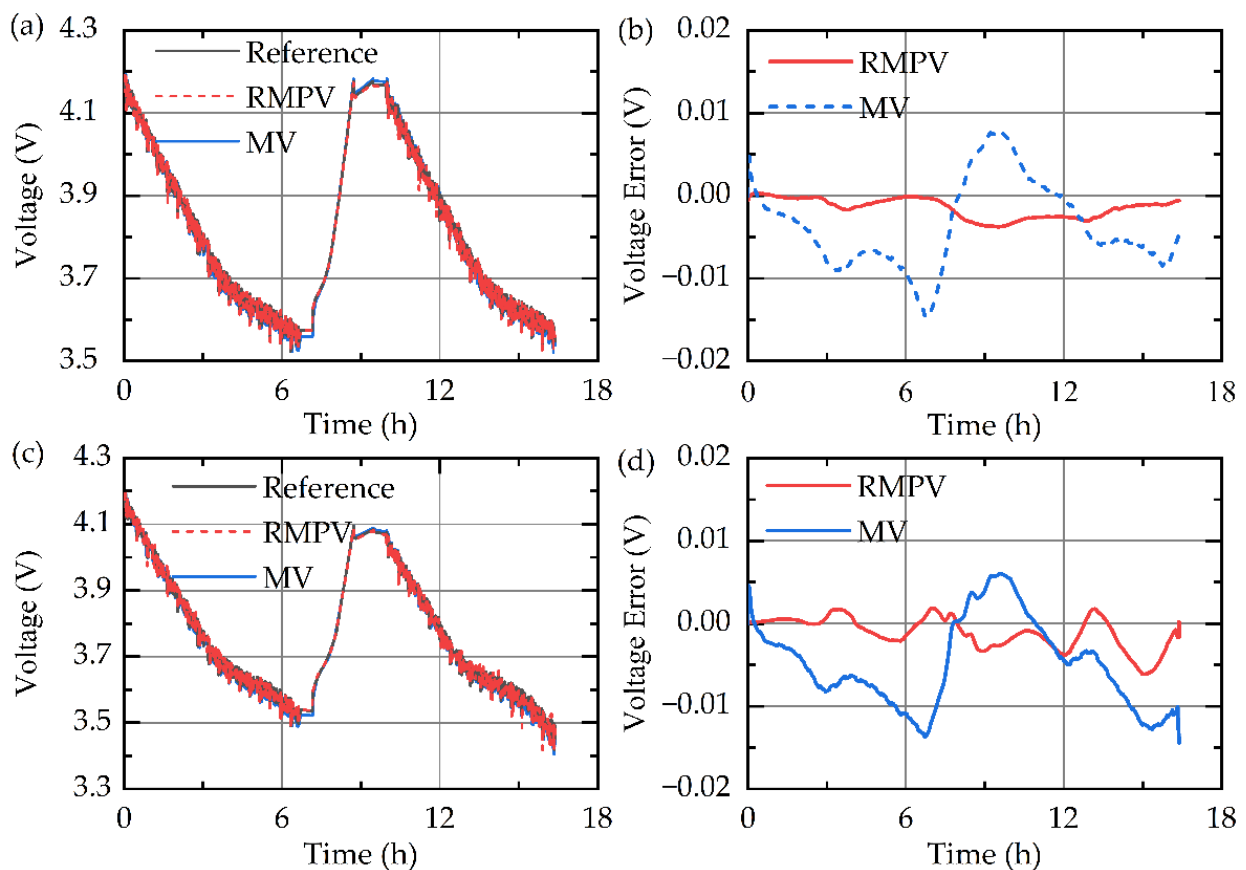 (a)
4.3
4.1
3.9
3.7
3.5
Voltage (V)
Reference
RMPV
MV
0
6
12
18
Time (h)
(b)
0.02
0.01
0.00
−0.01
−0.02
Voltage Error (V)
RMPV
MV
0
6
12
18
Time (h)
(c)
4.3
4.1
3.9
3.7
3.5
3.3
Voltage (V)
Reference
RMPV
MV
0
6
12
18
Time (h)
(d)
0.02
0.01
0.00
−0.01
−0.02
Voltage Error (V)
RMPV
MV
0
6
12
18
Time (h)